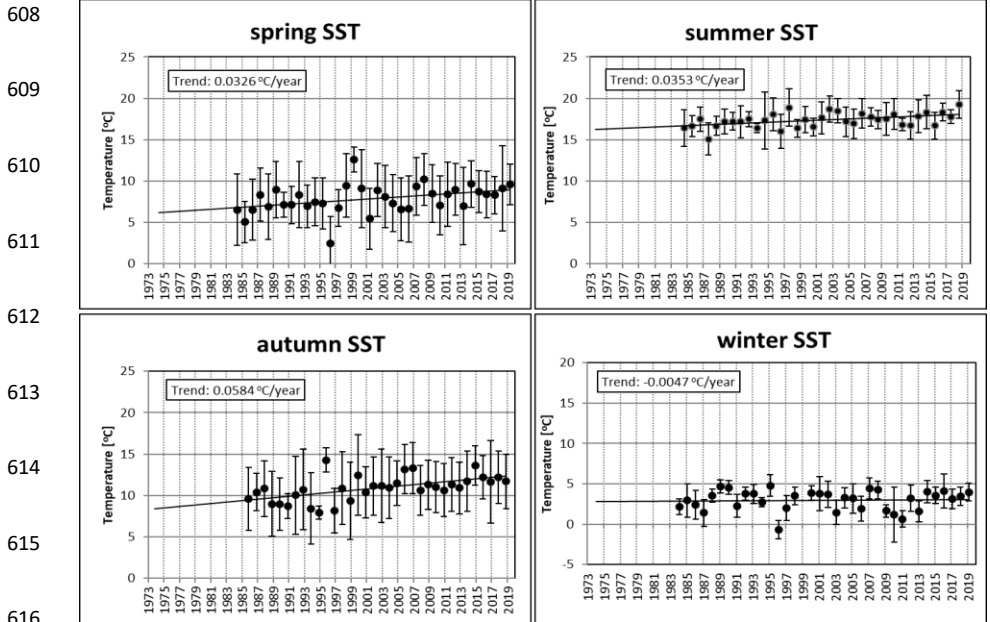 608
609
610
611
612
613
614
615
616
spring SST
Trend: 0.0326 ºC/year
Temperature [ºC]
25
20
15
10
5
0
1973 1975 1977 1979 1981 1983 1985 1987 1989 1991 1993 1995 1997 1999 2001 2003 2005 2007 2009 2011 2013 2015 2017 2019
summer SST
Trend: 0.0353 ºC/year
Temperature [ºC]
25
20
15
10
5
0
1973 1975 1977 1979 1981 1983 1985 1987 1989 1991 1993 1995 1997 1999 2001 2003 2005 2007 2009 2011 2013 2015 2017 2019
autumn SST
Trend: 0.0584 ºC/year
Temperature [ºC]
25
20
15
10
5
0
1973 1975 1977 1979 1981 1983 1985 1987 1989 1991 1993 1995 1997 1999 2001 2003 2005 2007 2009 2011 2013 2015 2017 2019
winter SST
Trend: -0.0047 ºC/year
Temperature [ºC]
20
15
10
5
0
-5
1973 1975 1977 1979 1981 1983 1985 1987 1989 1991 1993 1995 1997 1999 2001 2003 2005 2007 2009 2011 2013 2015 2017 2019